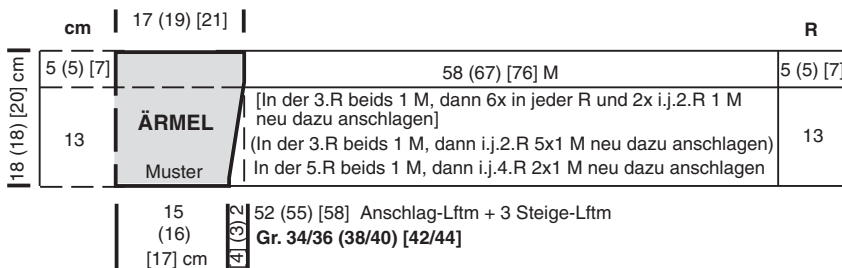 17 (19) [21]
cm
R
5 (5) [7]
58 (67) [76] M
5 (5) [7]
18 (18) [20] cm
13
ÄRMEL
Muster
[In der 3.R beids 1 M, dann 6x in jeder R und 2x i.j.2.R 1 M
neu dazu anschlagen]
(In der 3.R beids 1 M, dann i.j.2.R 5x1 M neu dazu anschlagen)
In der 5.R beids 1 M, dann i.j.4.R 2x1 M neu dazu anschlagen
13
15
(16)
[17] cm
[4] (3) 2
52 (55) [58] Anschlag-Lftm + 3 Steige-Lftm
Gr. 34/36 (38/40) [42/44]